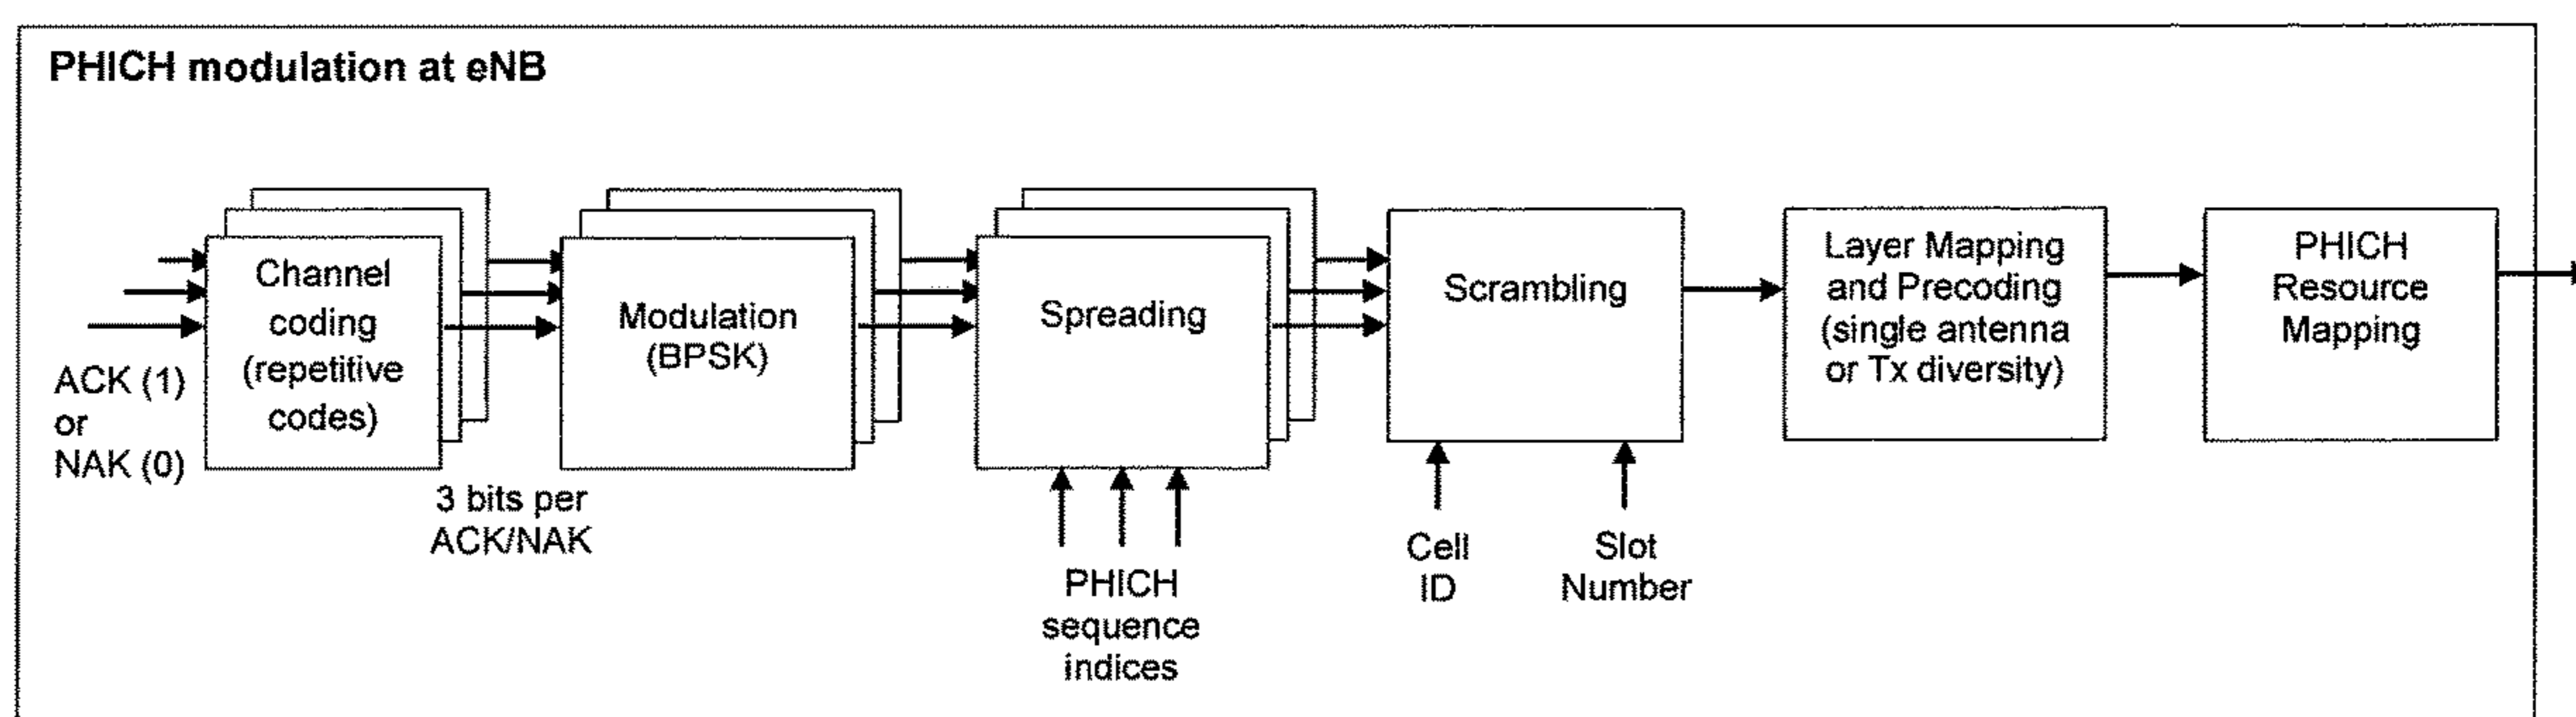 PHICH modulation at eNB
ACK (1)
or
NAK (0)
Channel
coding
(repetitive
codes)
3 bits per
ACK/NAK
Modulation
(BPSK)
Spreading
PHICH
sequence
indices
Scrambling
Cell
ID
Slot
Number
Layer Mapping
and Precoding
(single antenna
or Tx diversity)
PHICH
Resource
Mapping